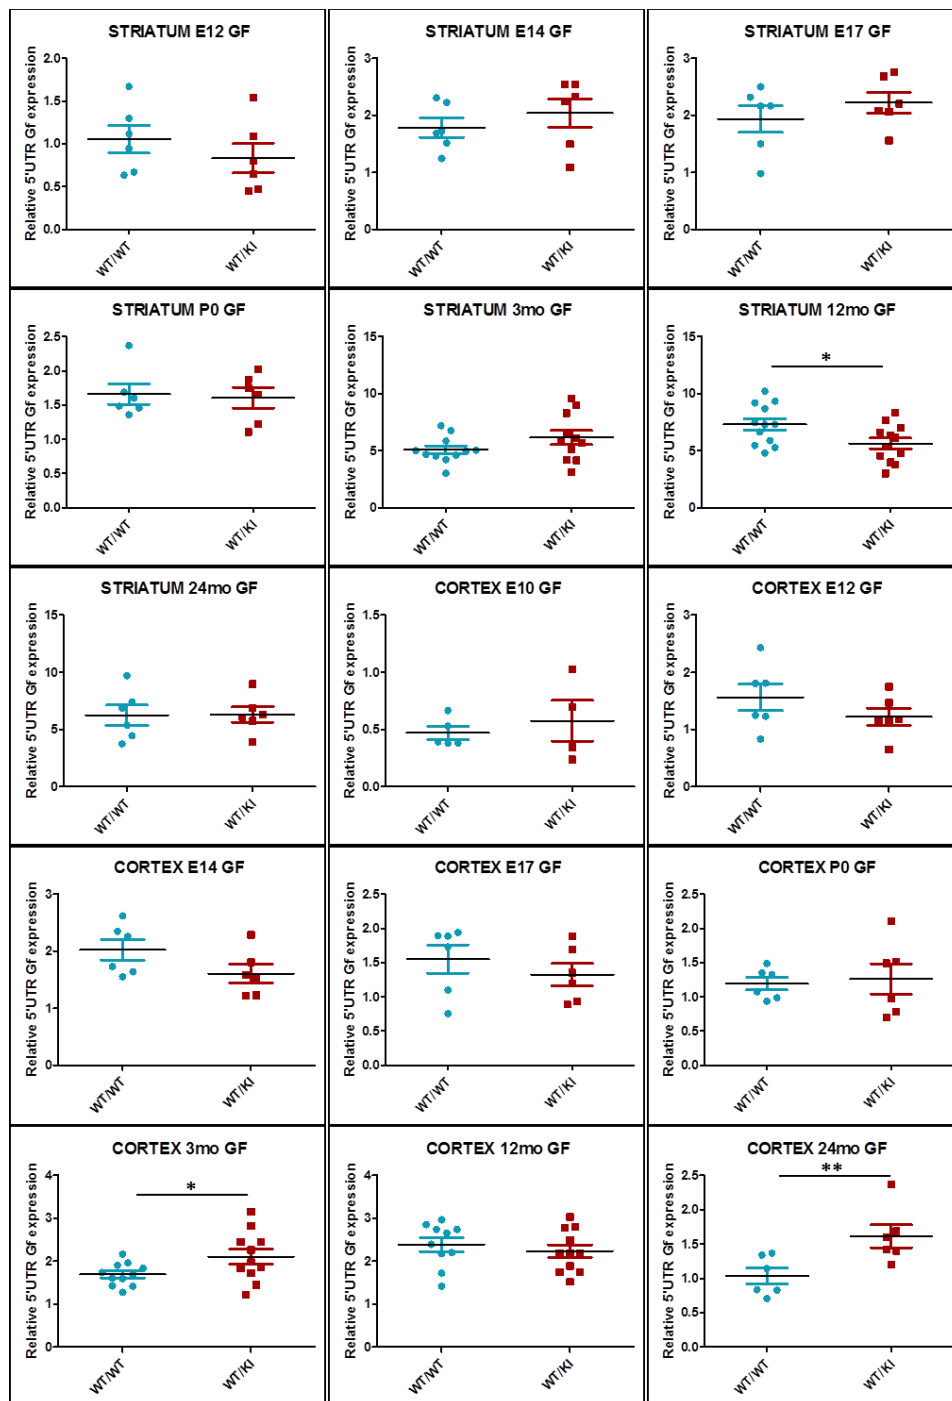 STRIATUM E12 GF
Relative 5'UTR Gf expression
2.0
1.5
1.0
0.5
0.0
WT/WT
WT/KI
STRIATUM E14 GF
Relative 5'UTR Gf expression
3
2
1
0
WT/WT
WT/KI
STRIATUM E17 GF
Relative 5'UTR Gf expression
3
2
1
0
WT/WT
WT/KI
STRIATUM P0 GF
Relative 5'UTR Gf expression
2.5
2.0
1.5
1.0
0.5
0.0
WT/WT
WT/KI
STRIATUM 3mo GF
Relative 5'UTR Gf expression
15
10
5
0
WT/WT
WT/KI
STRIATUM 12mo GF
Relative 5'UTR Gf expression
15
10
5
0
*
WT/WT
WT/KI
STRIATUM 24mo GF
Relative 5'UTR Gf expression
15
10
5
0
WT/WT
WT/KI
CORTEX E10 GF
Relative 5'UTR Gf expression
1.5
1.0
0.5
0.0
WT/WT
WT/KI
CORTEX E12 GF
Relative 5'UTR Gf expression
3
2
1
0
WT/WT
WT/KI
CORTEX E14 GF
Relative 5'UTR Gf expression
3
2
1
0
WT/WT
WT/KI
CORTEX E17 GF
Relative 5'UTR Gf expression
2.5
2.0
1.5
1.0
0.5
0.0
WT/WT
WT/KI
CORTEX P0 GF
Relative 5'UTR Gf expression
2.5
2.0
1.5
1.0
0.5
0.0
WT/WT
WT/KI
CORTEX 3mo GF
Relative 5'UTR Gf expression
4
3
2
1
0
*
WT/WT
WT/KI
CORTEX 12mo GF
Relative 5'UTR Gf expression
4
3
2
1
0
WT/WT
WT/KI
CORTEX 24mo GF
Relative 5'UTR Gf expression
2.5
2.0
1.5
1.0
0.5
0.0
**
WT/WT
WT/KI